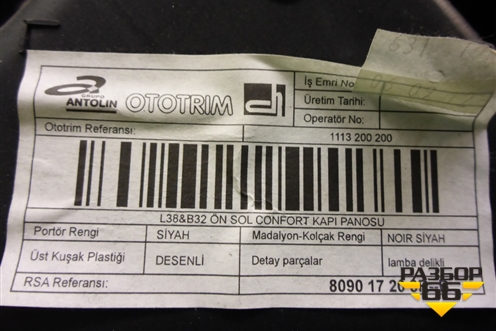 GRUPO
ANTOLIN OTOTRIM
İş Emri No
Üretim Tarihi:
Operatör No:
Ototrim Referansı: 1113 200 200
L38&B32 ÖN SOL CONFORT KAPI PANOSU
Portör Rengi SİYAH Madalyon-Kolçak Rengi NOIR SİYAH
Üst Kuşak Plastiği DESENLİ Detay parçalar lamba delikli
RSA Referansı: 8090 17 20
РАЗБОР
66